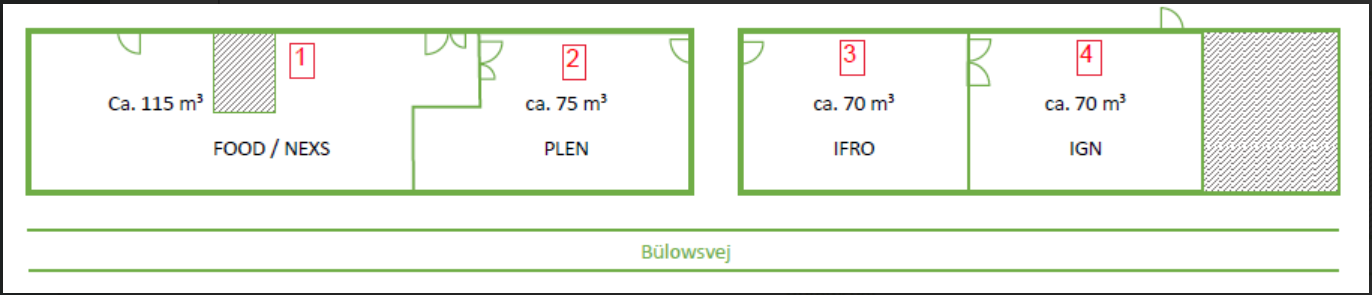 1
2
3
4
Ca. 115 m³
ca. 75 m³
ca. 70 m³
ca. 70 m³
FOOD / NEXS
PLEN
IFRO
IGN
Bülowsvej